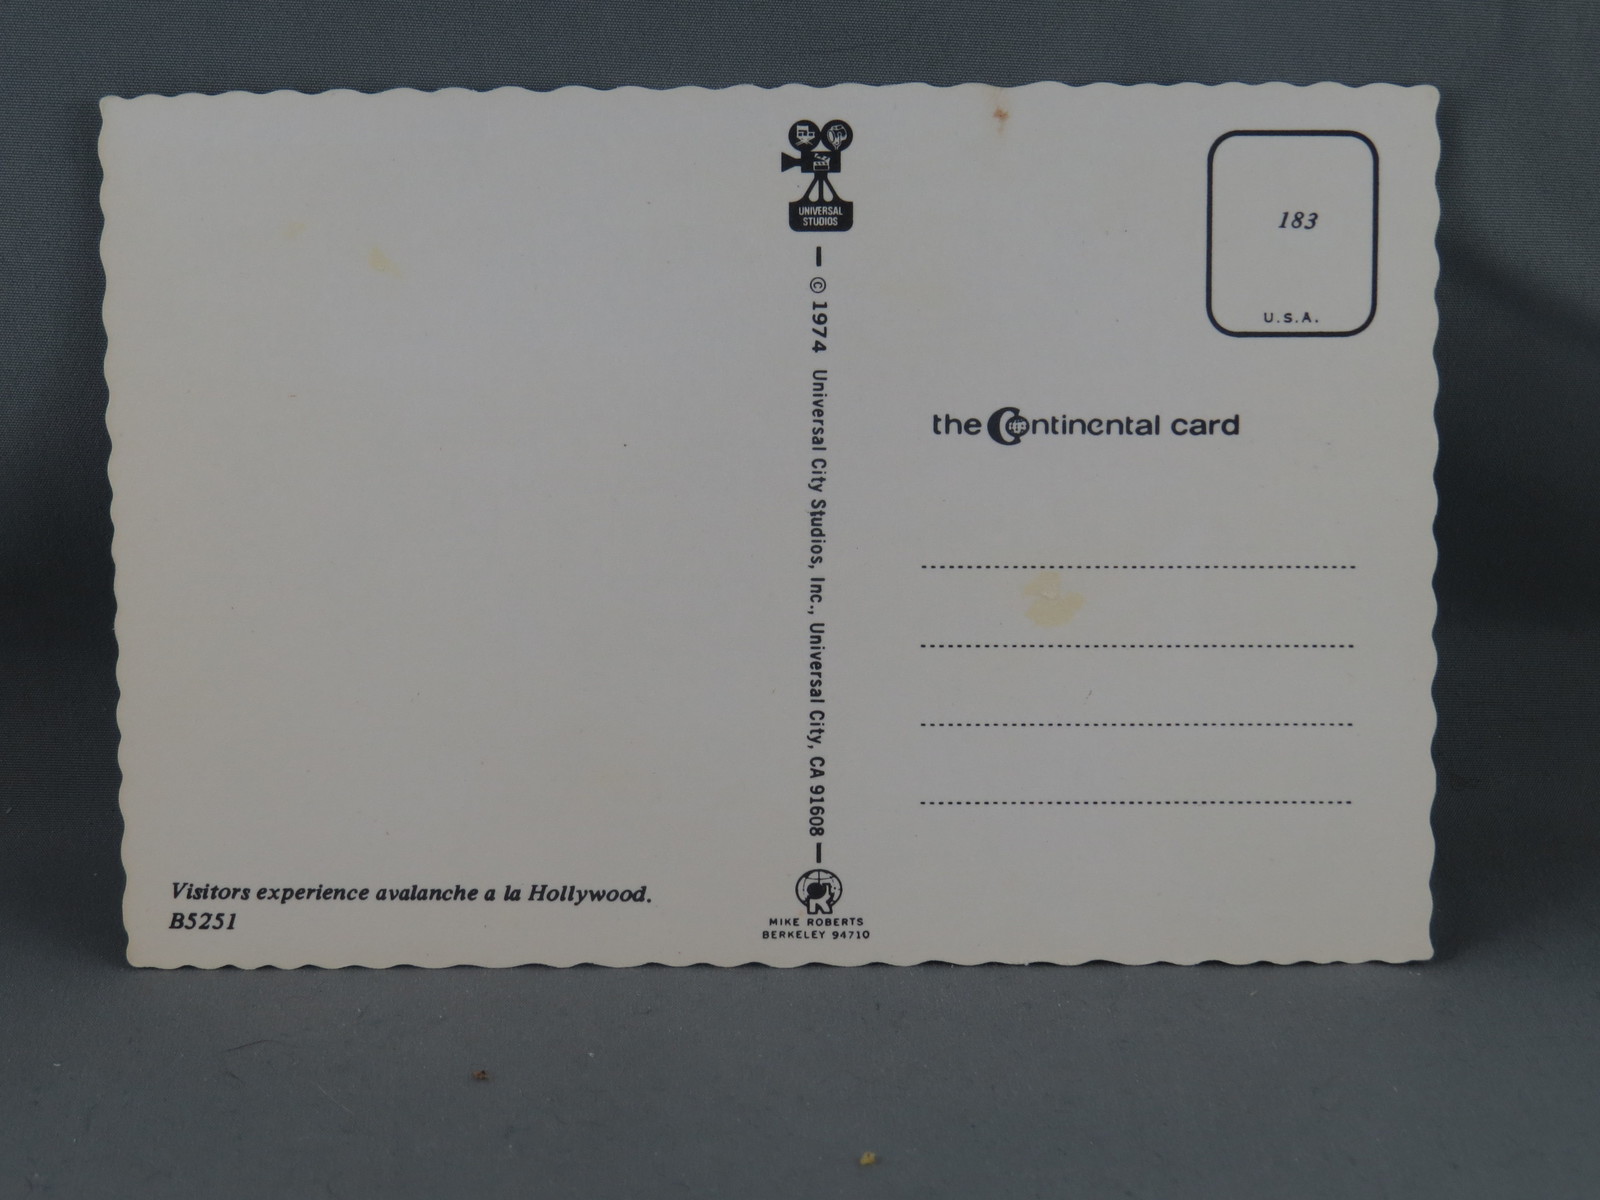 UNIVERSAL
STUDIOS
© 1974 Universal City Studios, Inc., Universal City, CA 91608
MIKE ROBERTS
BERKELEY 94710
Visitors experience avalanche a la Hollywood.
B5251
183
U.S.A.
the Continental card